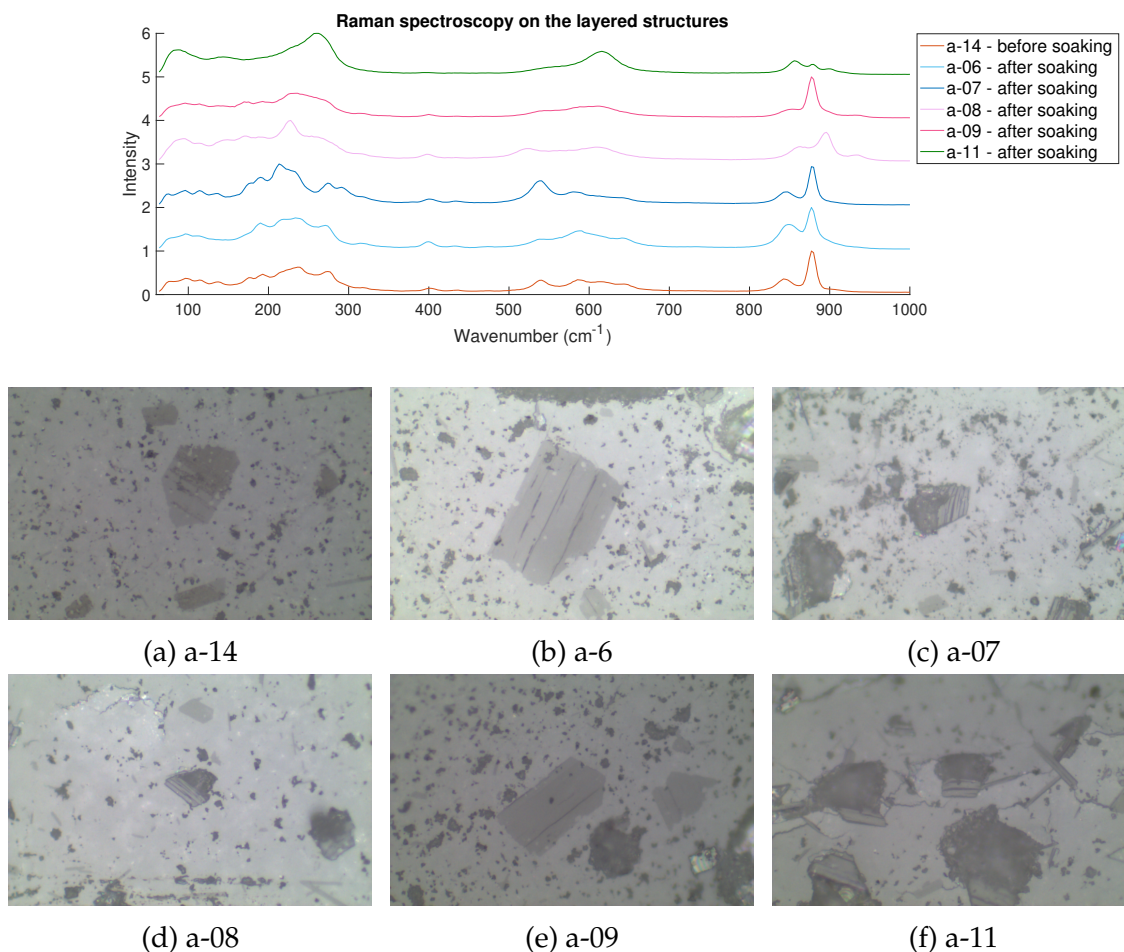 Raman spectroscopy on the layered structures
6
5
4
3
2
1
0
Intensity
100 200 300 400 500 600 700 800 900 1000
Wavenumber (cm⁻¹)
a-14 - before soaking
a-06 - after soaking
a-07 - after soaking
a-08 - after soaking
a-09 - after soaking
a-11 - after soaking
(a) a-14
(b) a-6
(c) a-07
(d) a-08
(e) a-09
(f) a-11